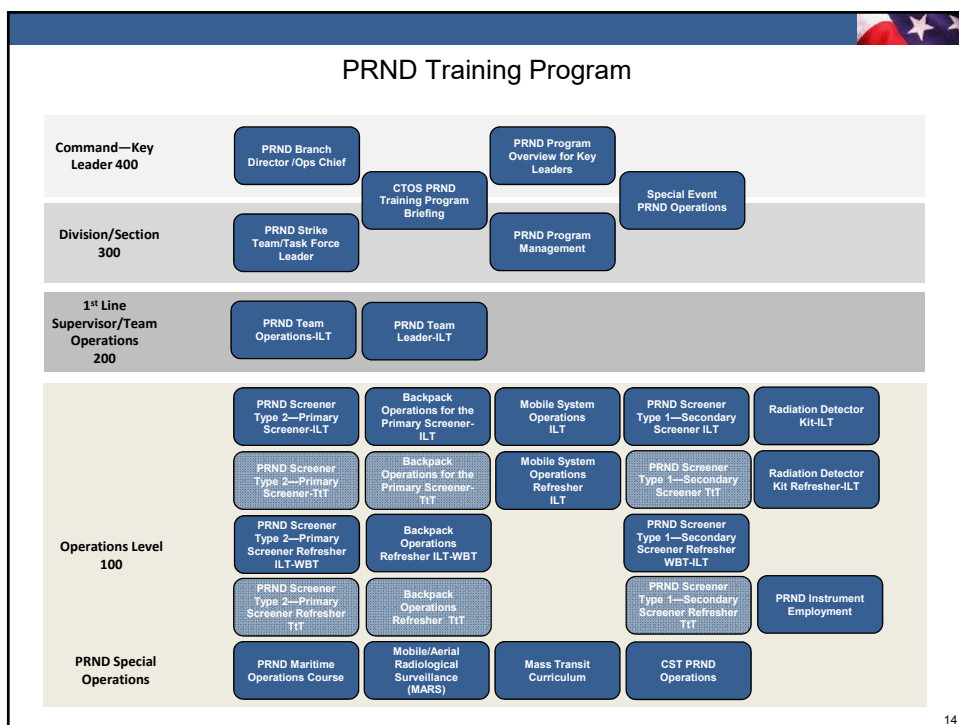 PRND Training Program
Command—Key
Leader 400
PRND Branch
Director /Ops Chief
PRND Program
Overview for Key
Leaders
CTOS PRND
Training Program
Briefing
Special Event
PRND Operations
Division/Section
300
PRND Strike
Team/Task Force
Leader
PRND Program
Management
1st Line
Supervisor/Team
Operations
200
PRND Team
Operations-ILT
PRND Team
Leader-ILT
PRND Screener
Type 2—Primary
Screener-ILT
Backpack
Operations for the
Primary Screener-
ILT
Mobile System
Operations
ILT
PRND Screener
Type 1—Secondary
Screener ILT
Radiation Detector
Kit-ILT
PRND Screener
Type 2—Primary
Screener-TtT
Backpack
Operations for the
Primary Screener-
TtT
Mobile System
Operations
Refresher
ILT
PRND Screener
Type 1—Secondary
Screener TtT
Radiation Detector
Kit Refresher-ILT
Operations Level
100
PRND Screener
Type 2—Primary
Screener Refresher
ILT-WBT
Backpack
Operations
Refresher ILT-WBT
PRND Screener
Type 1—Secondary
Screener Refresher
WBT-ILT
PRND Screener
Type 2—Primary
Screener Refresher
TtT
Backpack
Operations
Refresher TtT
PRND Screener
Type 1—Secondary
Screener Refresher
TtT
PRND Instrument
Employment
PRND Special
Operations
PRND Maritime
Operations Course
Mobile/Aerial
Radiological
Surveillance
(MARS)
Mass Transit
Curriculum
CST PRND
Operations
14